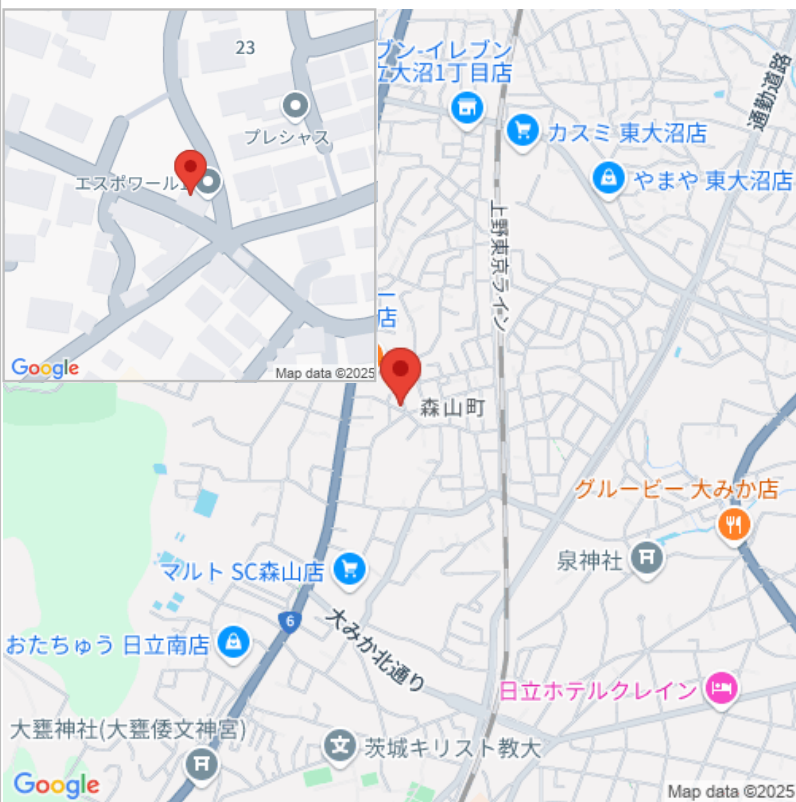 23
プレシャス
エスポワール
Google
Map data ©2025
ブン-イレブン
大沼1丁目店
カスミ 東大沼店
やまや 東大沼店
通勤道路
上野東京ライン
店
森山町
グルービー 大みか店
泉神社
マルト SC森山店
6
大みか北通り
おたちゅう 日立南店
日立ホテルクレイン
大甕神社(大甕倭文神宮)
茨城キリスト教大
Google
Map data ©2025